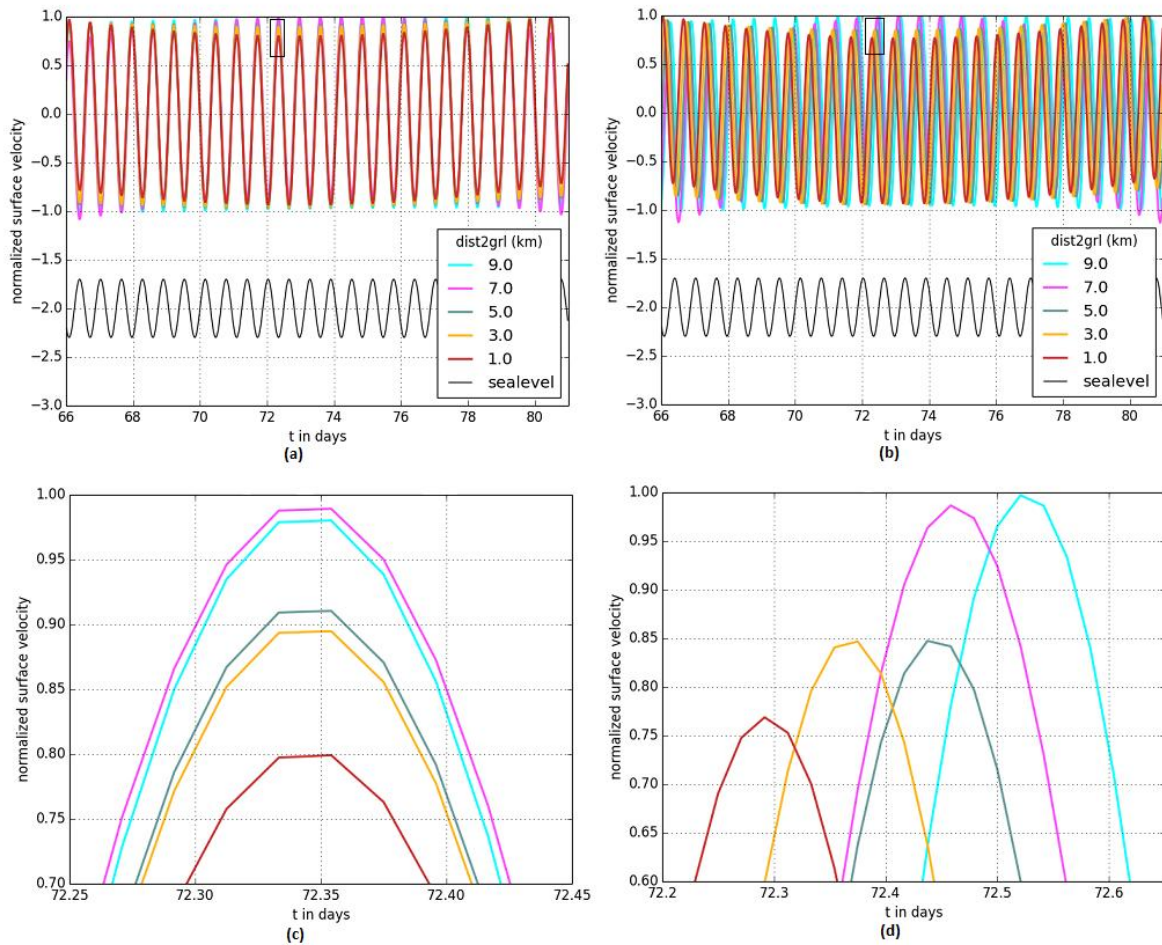 1.0
0.5
0.0
−0.5
−1.0
−1.5
−2.0
−2.5
−3.0
normalized surface velocity
66 68 70 72 74 76 78 80
t in days
dist2grl (km)
9.0
7.0
5.0
3.0
1.0
sealevel
(a)
1.0
0.5
0.0
−0.5
−1.0
−1.5
−2.0
−2.5
−3.0
normalized surface velocity
66 68 70 72 74 76 78 80
t in days
dist2grl (km)
9.0
7.0
5.0
3.0
1.0
sealevel
(b)
1.00
0.95
0.90
0.85
0.80
0.75
0.70
normalized surface velocity
72.25 72.30 72.35 72.40 72.45
t in days
(c)
1.00
0.95
0.90
0.85
0.80
0.75
0.70
0.65
0.60
normalized surface velocity
72.2 72.3 72.4 72.5 72.6
t in days
(d)